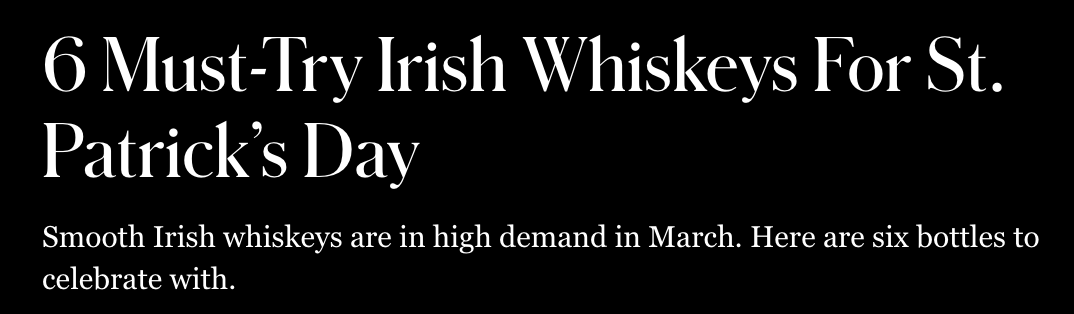 6 Must-Try Irish Whiskeys For St.
Patrick’s Day
Smooth Irish whiskeys are in high demand in March. Here are six bottles to
celebrate with.